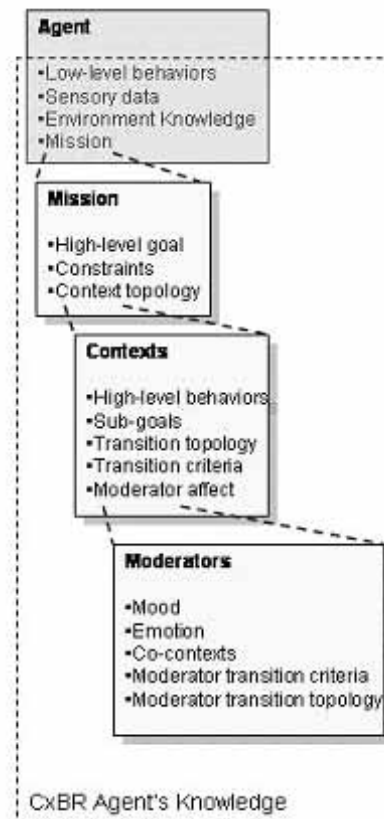 Agent
▪Low-level behaviors
▪Sensory data
▪Environment Knowledge
▪Mission
Mission
▪High-level goal
▪Constraints
▪Context topology
Contexts
▪High-level behaviors
▪Sub-goals
▪Transition topology
▪Transition criteria
▪Moderator affect
Moderators
▪Mood
▪Emotion
▪Co-contexts
▪Moderator transition criteria
▪Moderator transition topology
CxBR Agent's Knowledge